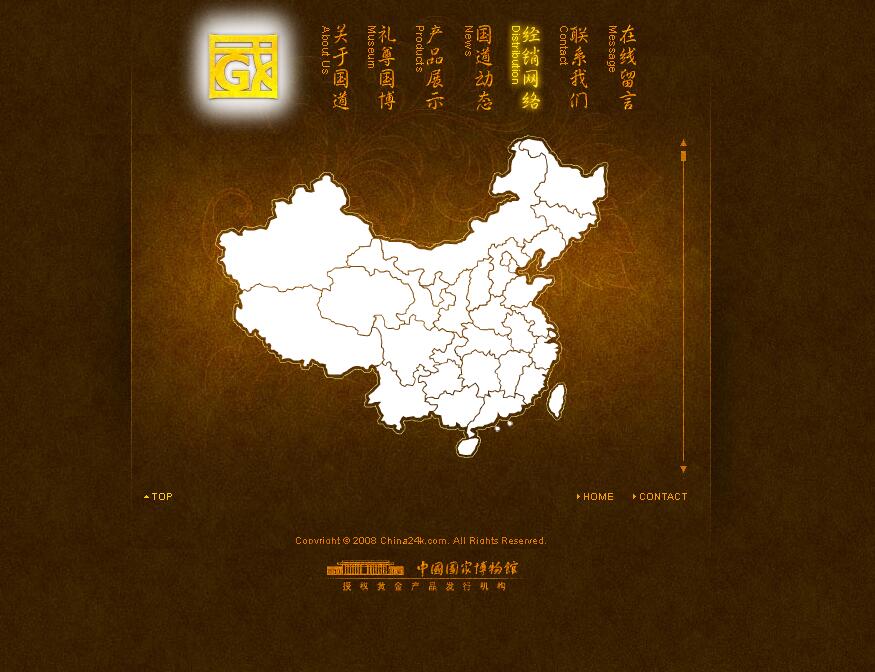 G
关于国道
About Us
礼尊国博
Museum
产品展示
Products
国道动态
News
经销网络
Distribution
联系我们
Contact
在线留言
Message
TOP
HOME
CONTACT
Copyright © 2008 China24k.com. All Rights Reserved.
中国国家博物馆
授权黄金产品发行机构